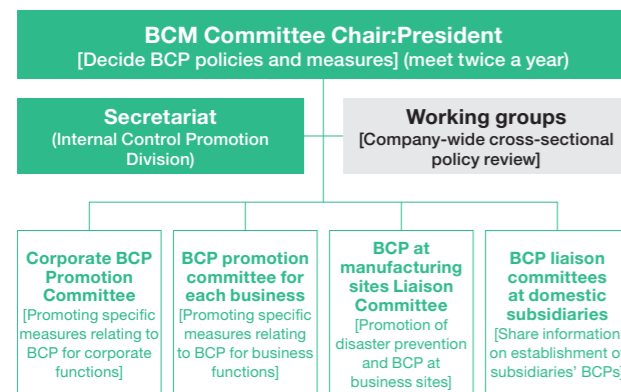 BCM Committee Chair:President
[Decide BCP policies and measures] (meet twice a year)
Secretariat
(Internal Control Promotion
Division)
Working groups
[Company-wide cross-sectional
policy review]
Corporate BCP
Promotion
Committee
[Promoting specific
measures relating to
BCP for corporate
functions]
BCP promotion
committee for
each business
[Promoting specific
measures relating
to BCP for business
functions]
BCP at
manufacturing
sites Liaison
Committee
[Promotion of
disaster prevention
and BCP at
business sites]
BCP liaison
committees
at domestic
subsidiaries
[Share information
on establishment of
subsidiaries' BCPs]